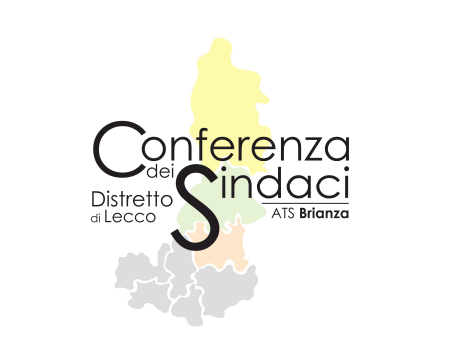 Conferenza
dei
Sindaci
Distretto
di Lecco
ATS Brianza